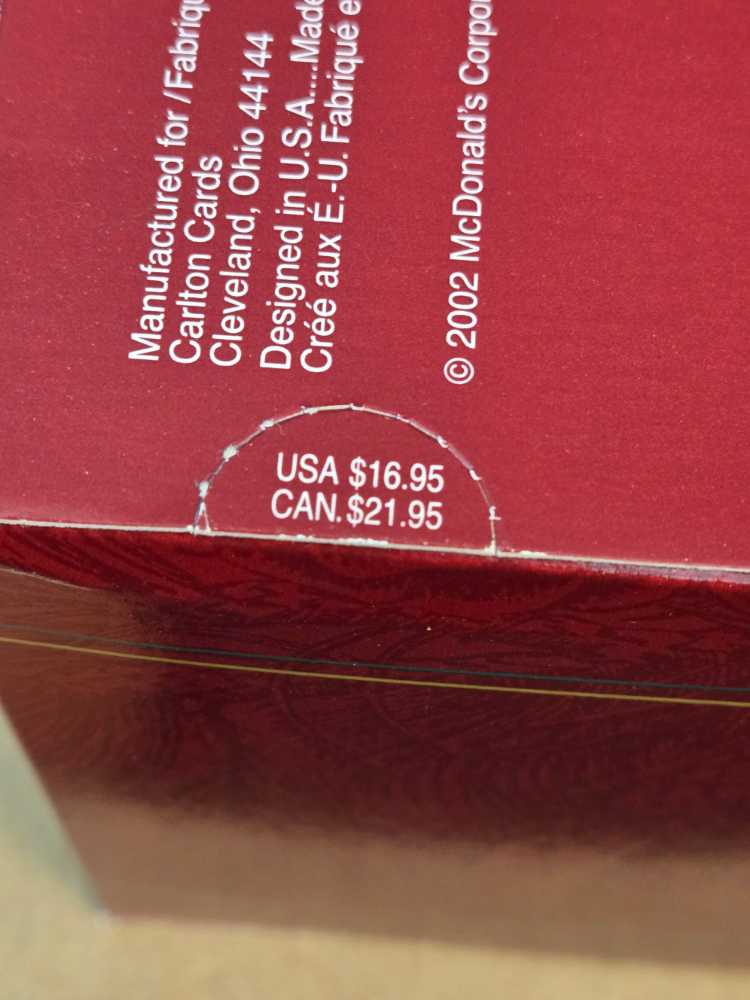 Manufactured for / Fabriqu
Carlton Cards
Cleveland, Ohio 44144
Designed in U.S.A....Made
Créé aux É.-U. Fabriqué e
© 2002 McDonald's Corpo
USA $16.95
CAN.$21.95